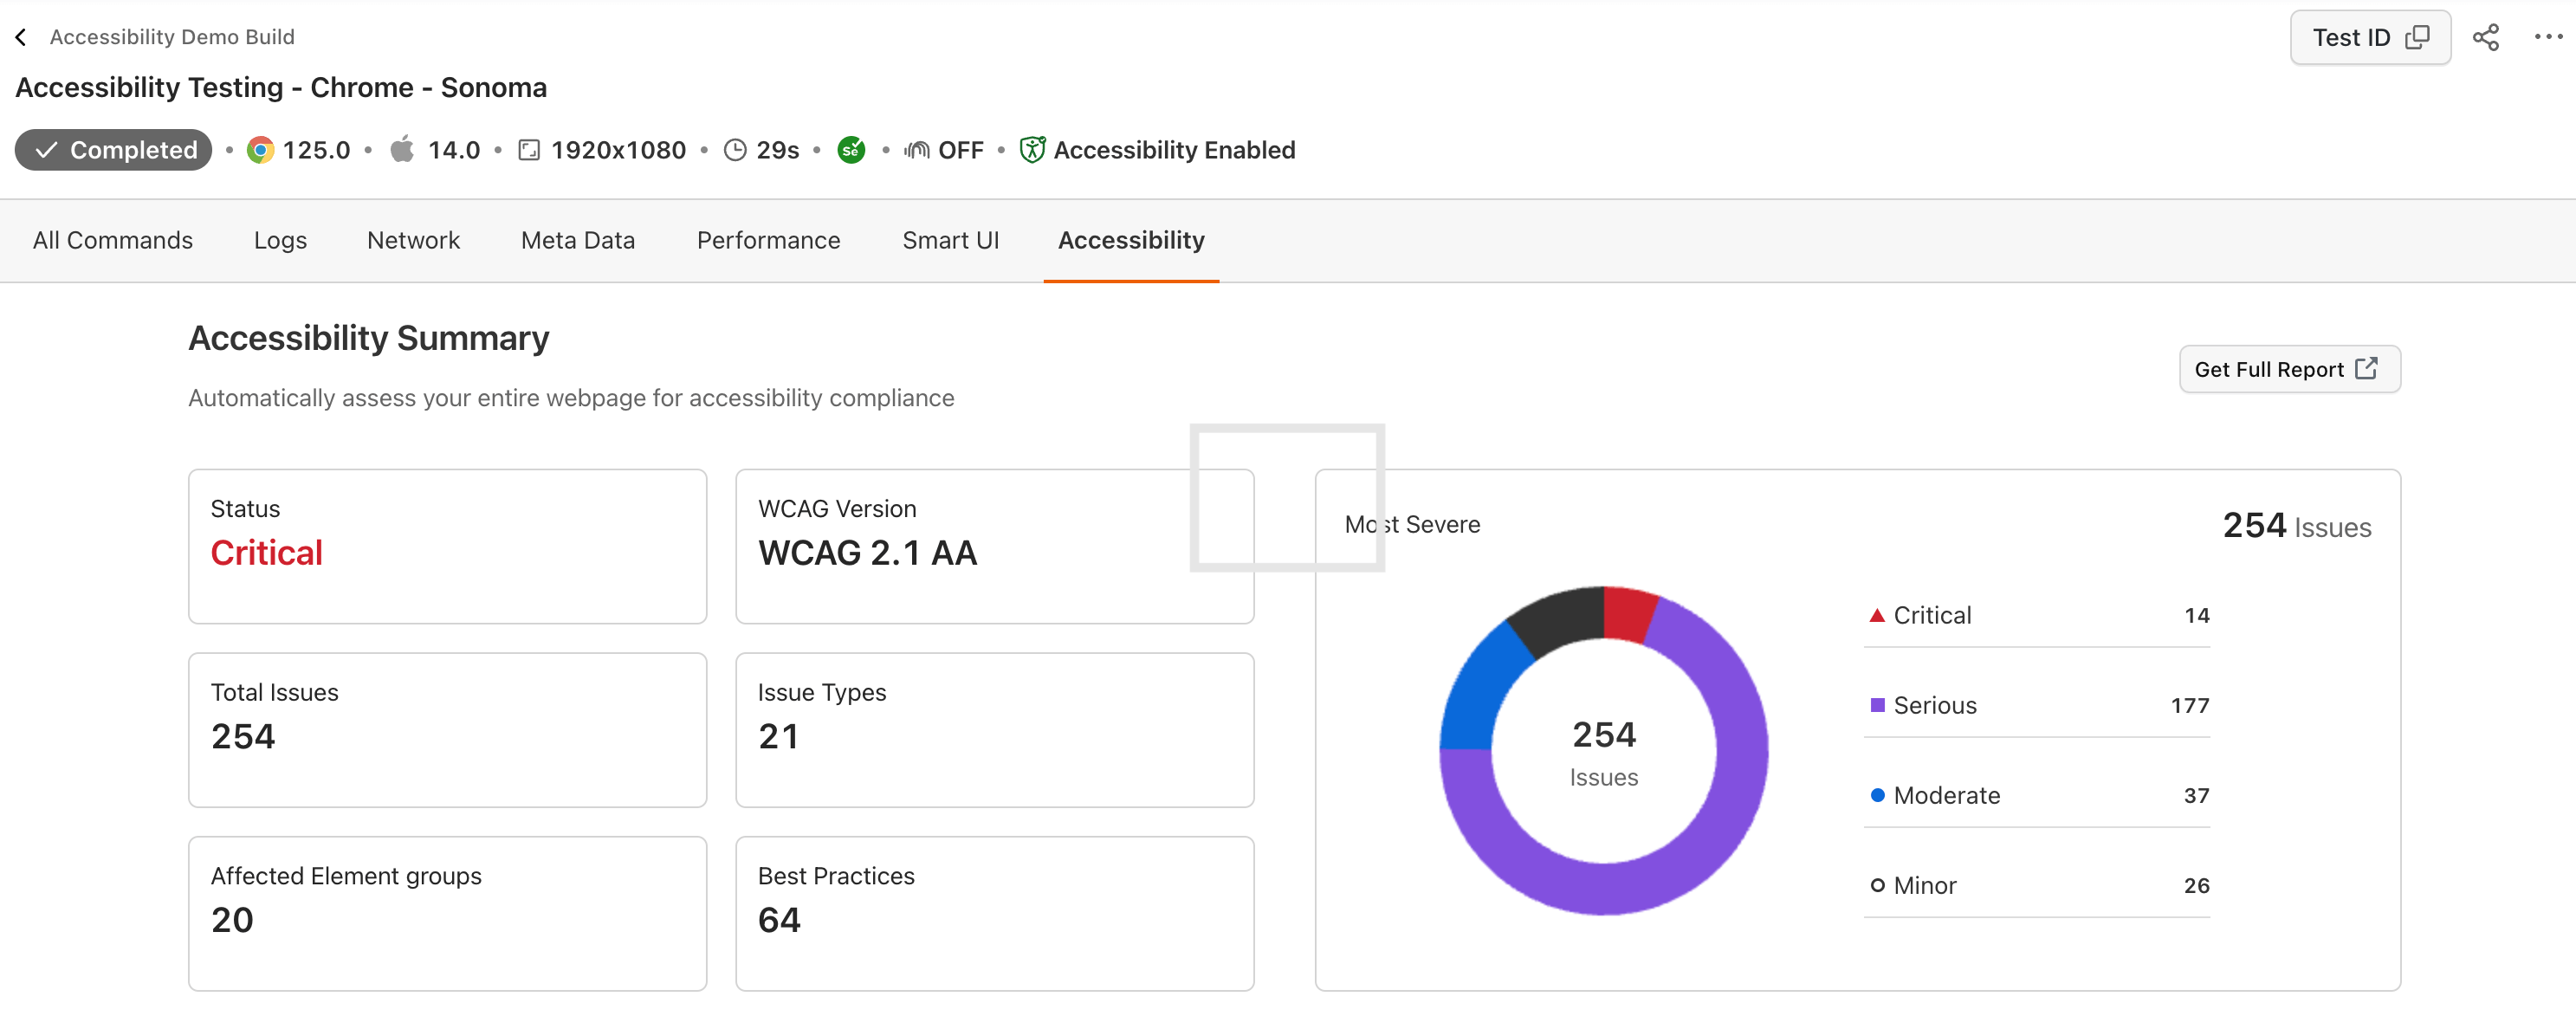 Accessibility Demo Build
Test ID
Accessibility Testing - Chrome - Sonoma
Completed • 125.0 • 14.0 • 1920x1080 • 29s • Se • OFF • Accessibility Enabled
All Commands Logs Network Meta Data Performance Smart UI Accessibility
Accessibility Summary
Get Full Report
Automatically assess your entire webpage for accessibility compliance
Status
Critical
WCAG Version
WCAG 2.1 AA
Total Issues
254
Issue Types
21
Affected Element groups
20
Best Practices
64
Most Severe
254 Issues
254
Issues
Critical 14
Serious 177
Moderate 37
Minor 26